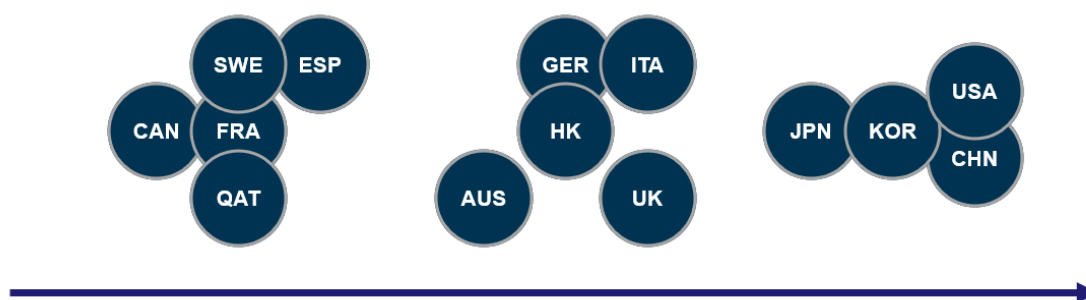 SWE ESP GER ITA
USA
CAN FRA HK JPN KOR
CHN
QAT AUS UK